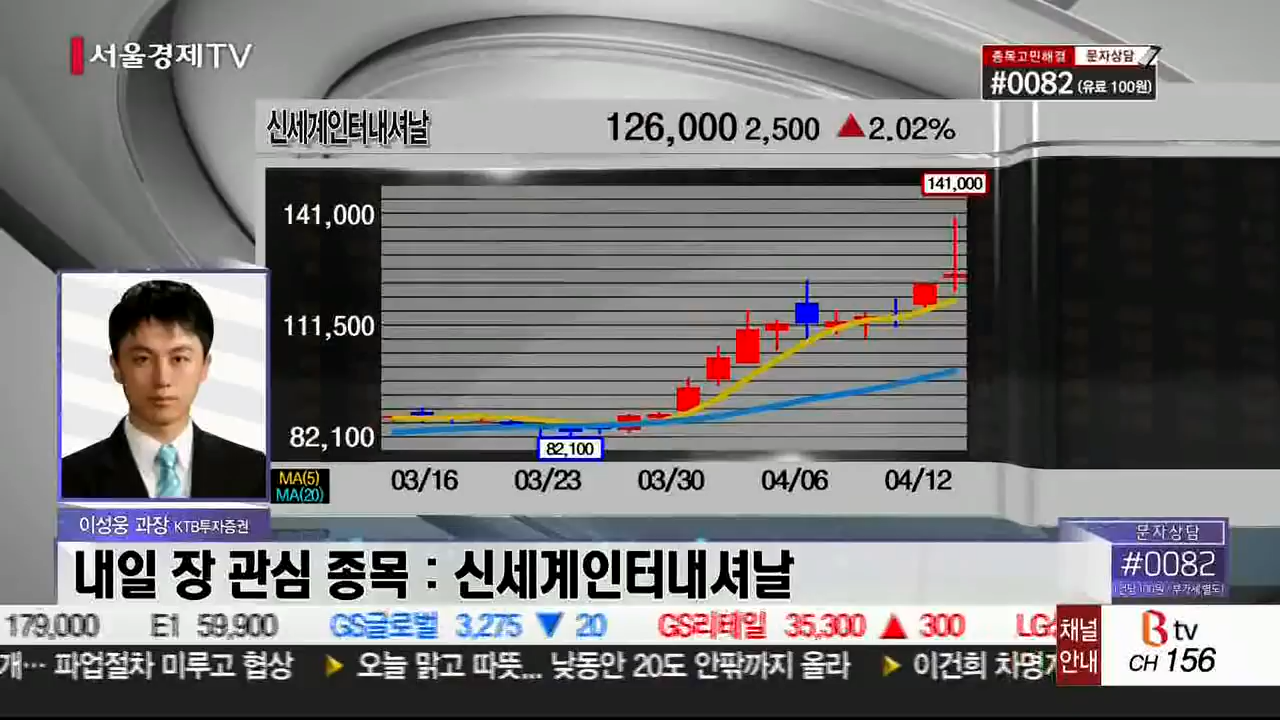 서울경제TV
종목고민해결 문자상담
#0082 (유료 100원)
신세계인터내셔날 126,000 2,500 ▲2.02%
141,000
141,000
111,500
82,100
82,100
03/16 03/23 03/30 04/06 04/12
MA(5)
MA(20)
이성웅 과장 KTB투자증권
내일 장 관심 종목 : 신세계인터내셔날
문자상담
#0082
179,000 E1 59,900 GS글로벌 3,275 ▼ 20 GS리테일 35,300 ▲ 300
개… 파업절차 미루고 협상 ▶ 오늘 맑고 따뜻... 낮동안 20도 안팎까지 올라 ▶ 이건희 차명
채널
안내
B tv
CH 156